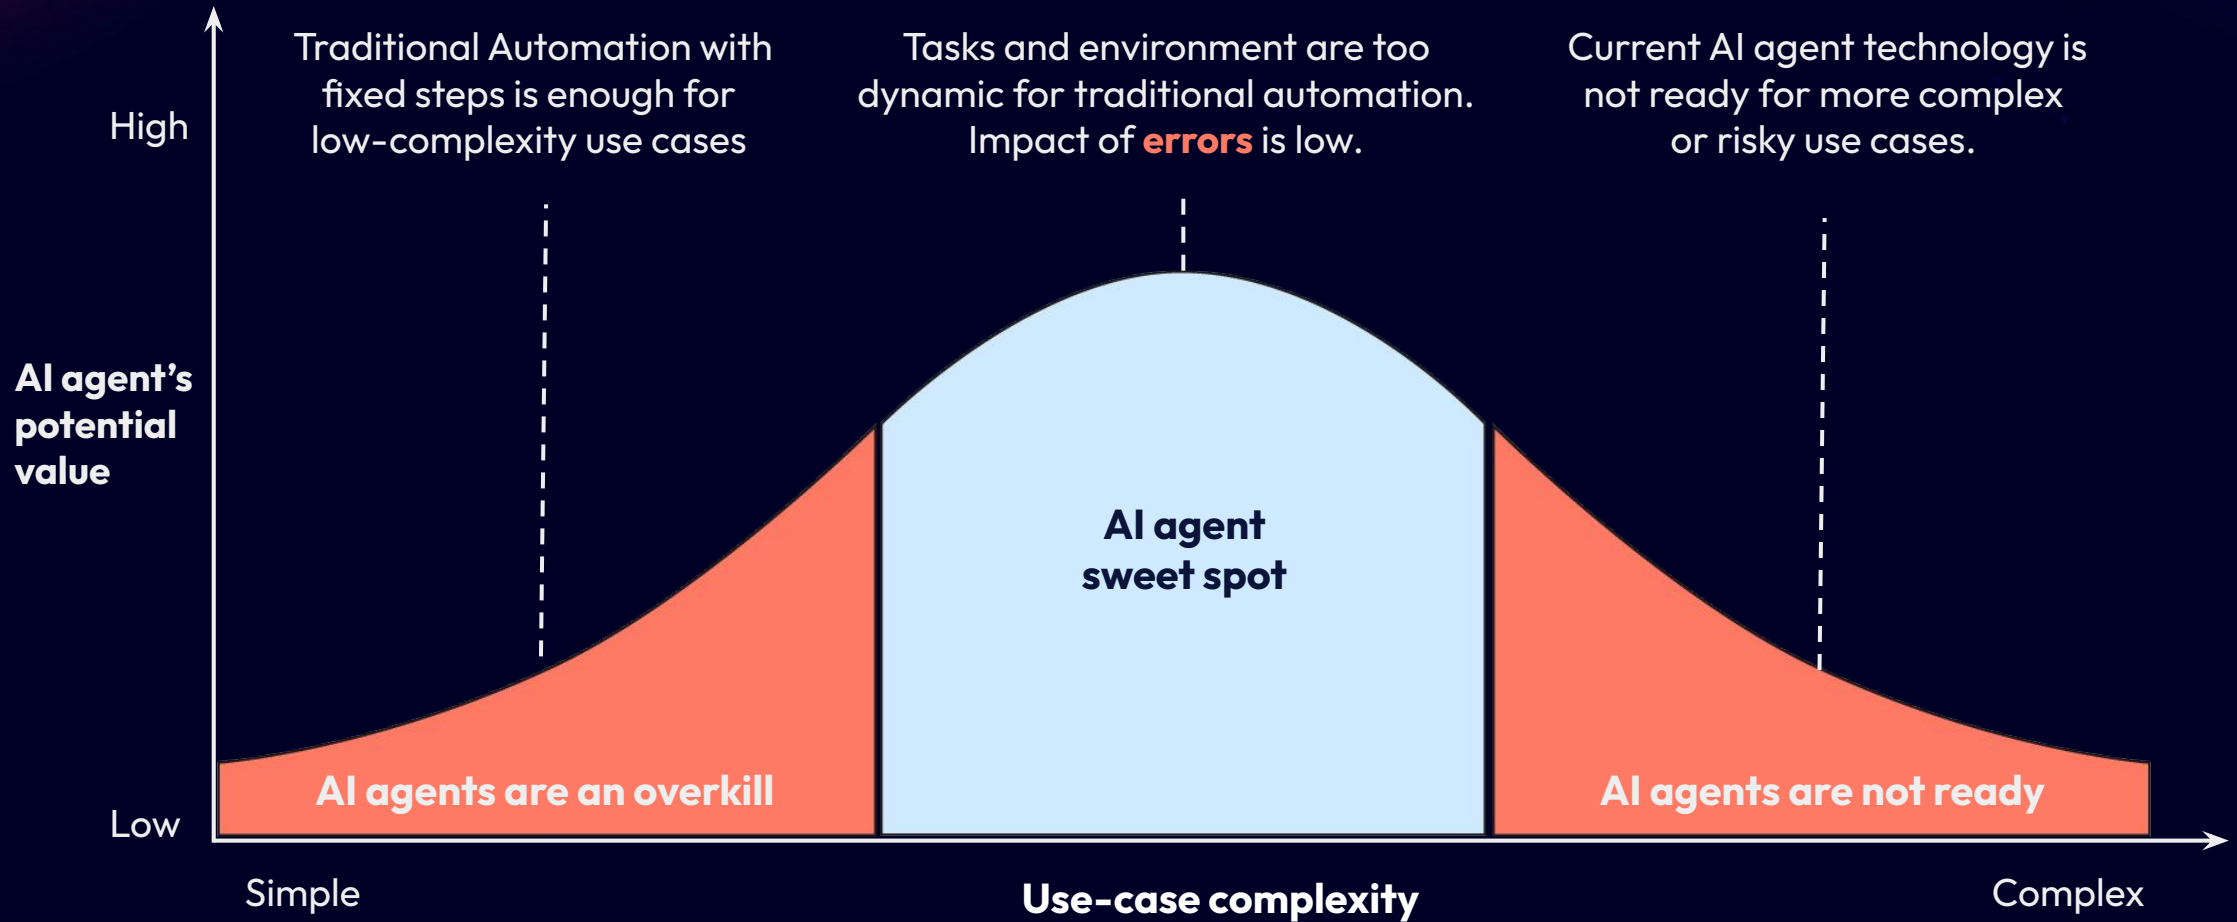 Traditional Automation with
fixed steps is enough for
low-complexity use cases
Tasks and environment are too
dynamic for traditional automation.
Impact of errors is low.
Current AI agent technology is
not ready for more complex
or risky use cases.
High
AI agent’s
potential
value
AI agent
sweet spot
AI agents are an overkill
AI agents are not ready
Low
Simple
Use-case complexity
Complex